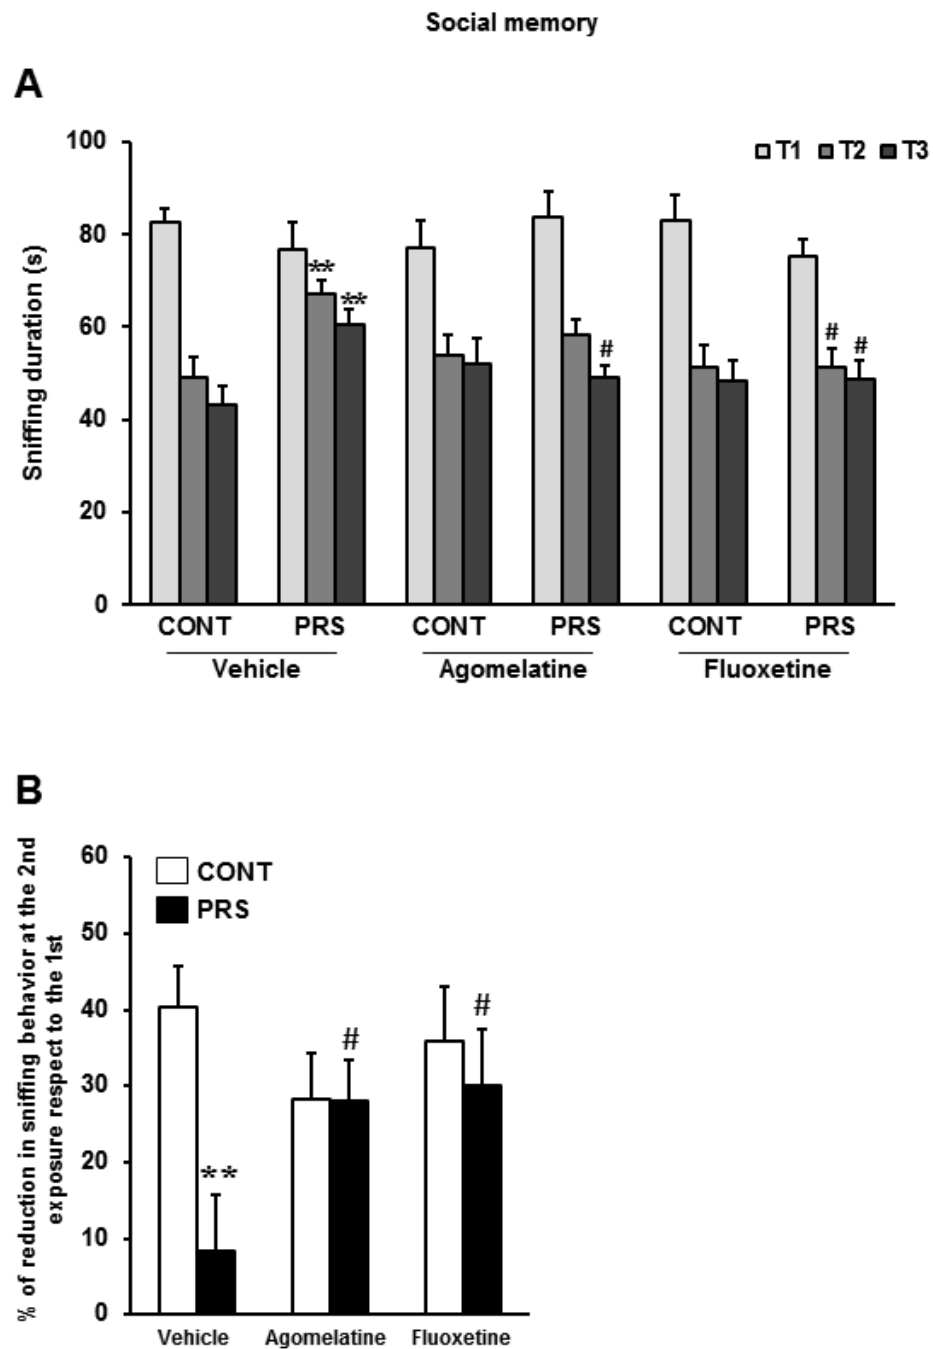 Social memory
A
Sniffing duration (s)
100
80
60
40
20
0
T1 T2 T3
** **
#
# #
CONT PRS CONT PRS CONT PRS
Vehicle Agomelatine Fluoxetine
B
% of reduction in sniffing behavior at the 2nd
exposure respect to the 1st
60
50
40
30
20
10
0
CONT
PRS
**
#
#
Vehicle Agomelatine Fluoxetine